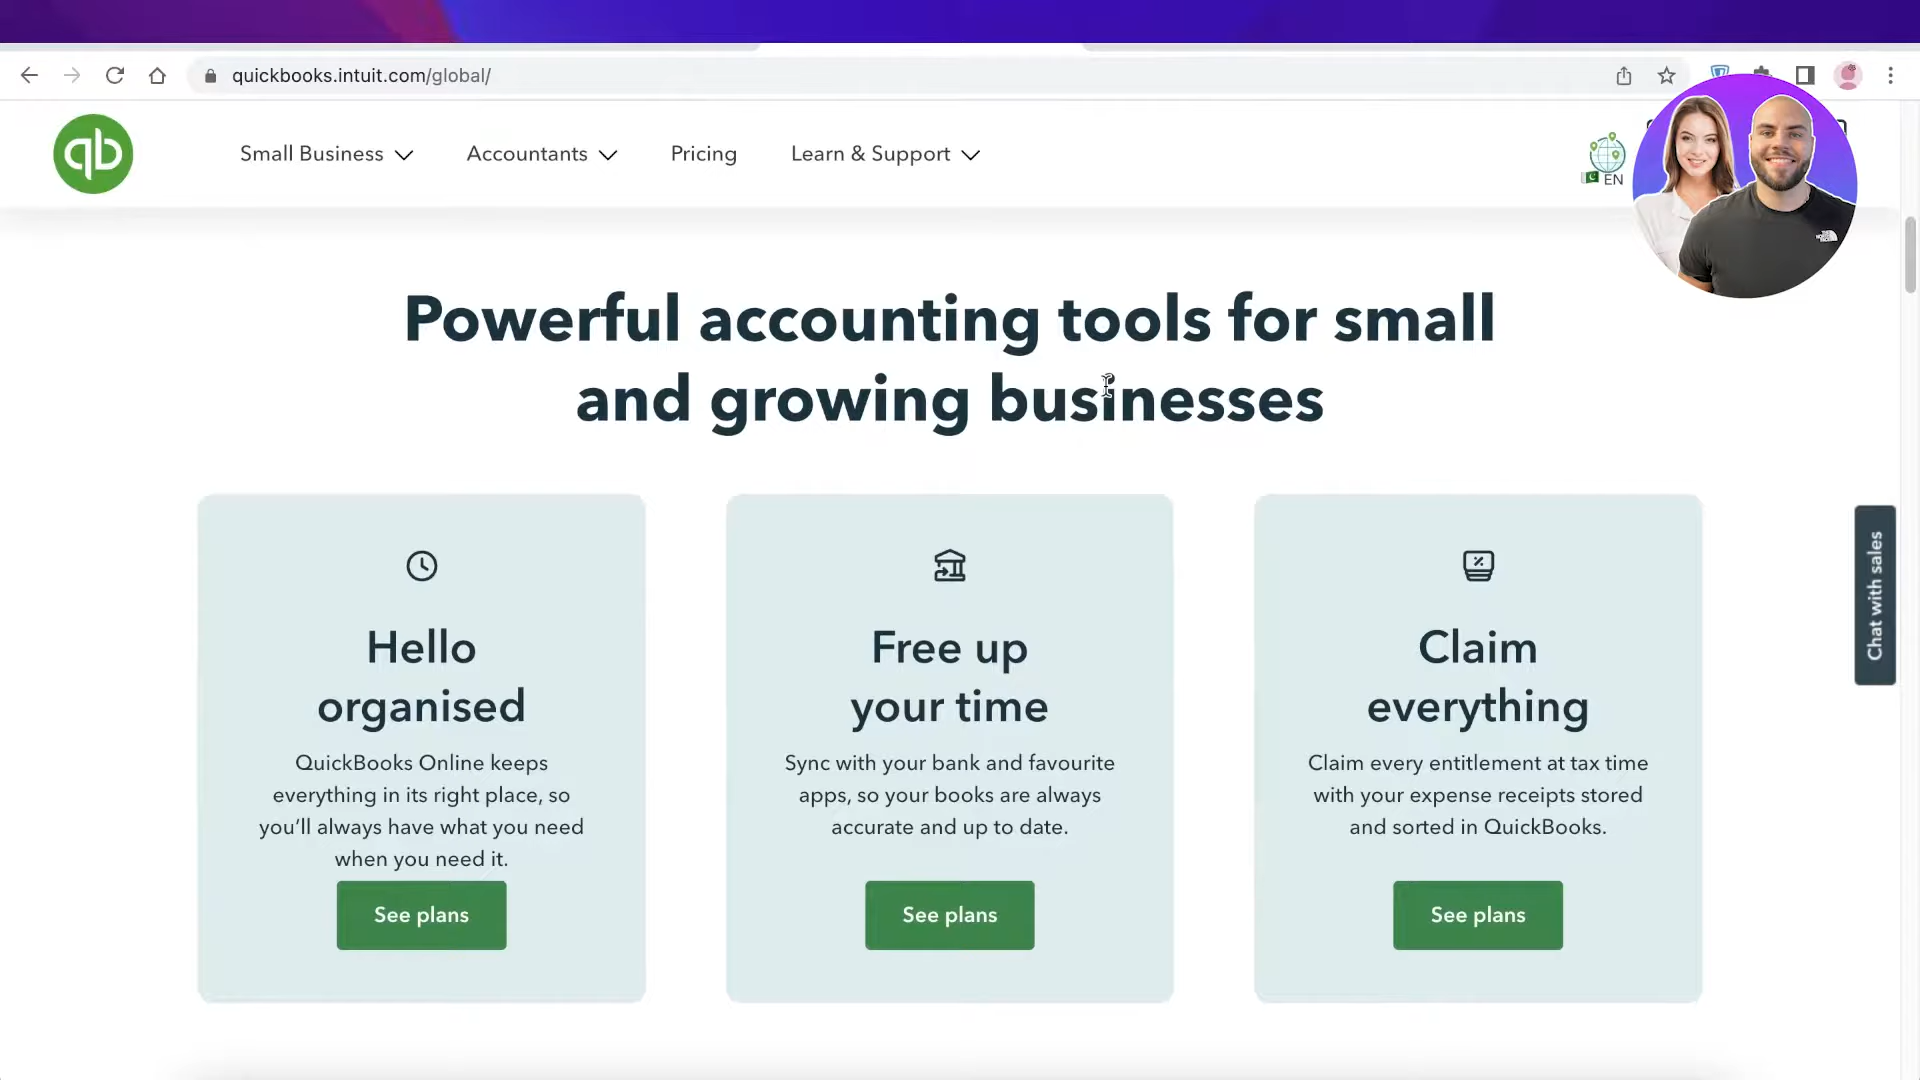 quickbooks.intuit.com/global/
qb
Small Business
Accountants
Pricing
Learn & Support
EN
Powerful accounting tools for small
and growing businesses
Hello
organised
QuickBooks Online keeps
everything in its right place, so
you’ll always have what you need
when you need it.
See plans
Free up
your time
Sync with your bank and favourite
apps, so your books are always
accurate and up to date.
See plans
Claim
everything
Claim every entitlement at tax time
with your expense receipts stored
and sorted in QuickBooks.
See plans
Chat with sales